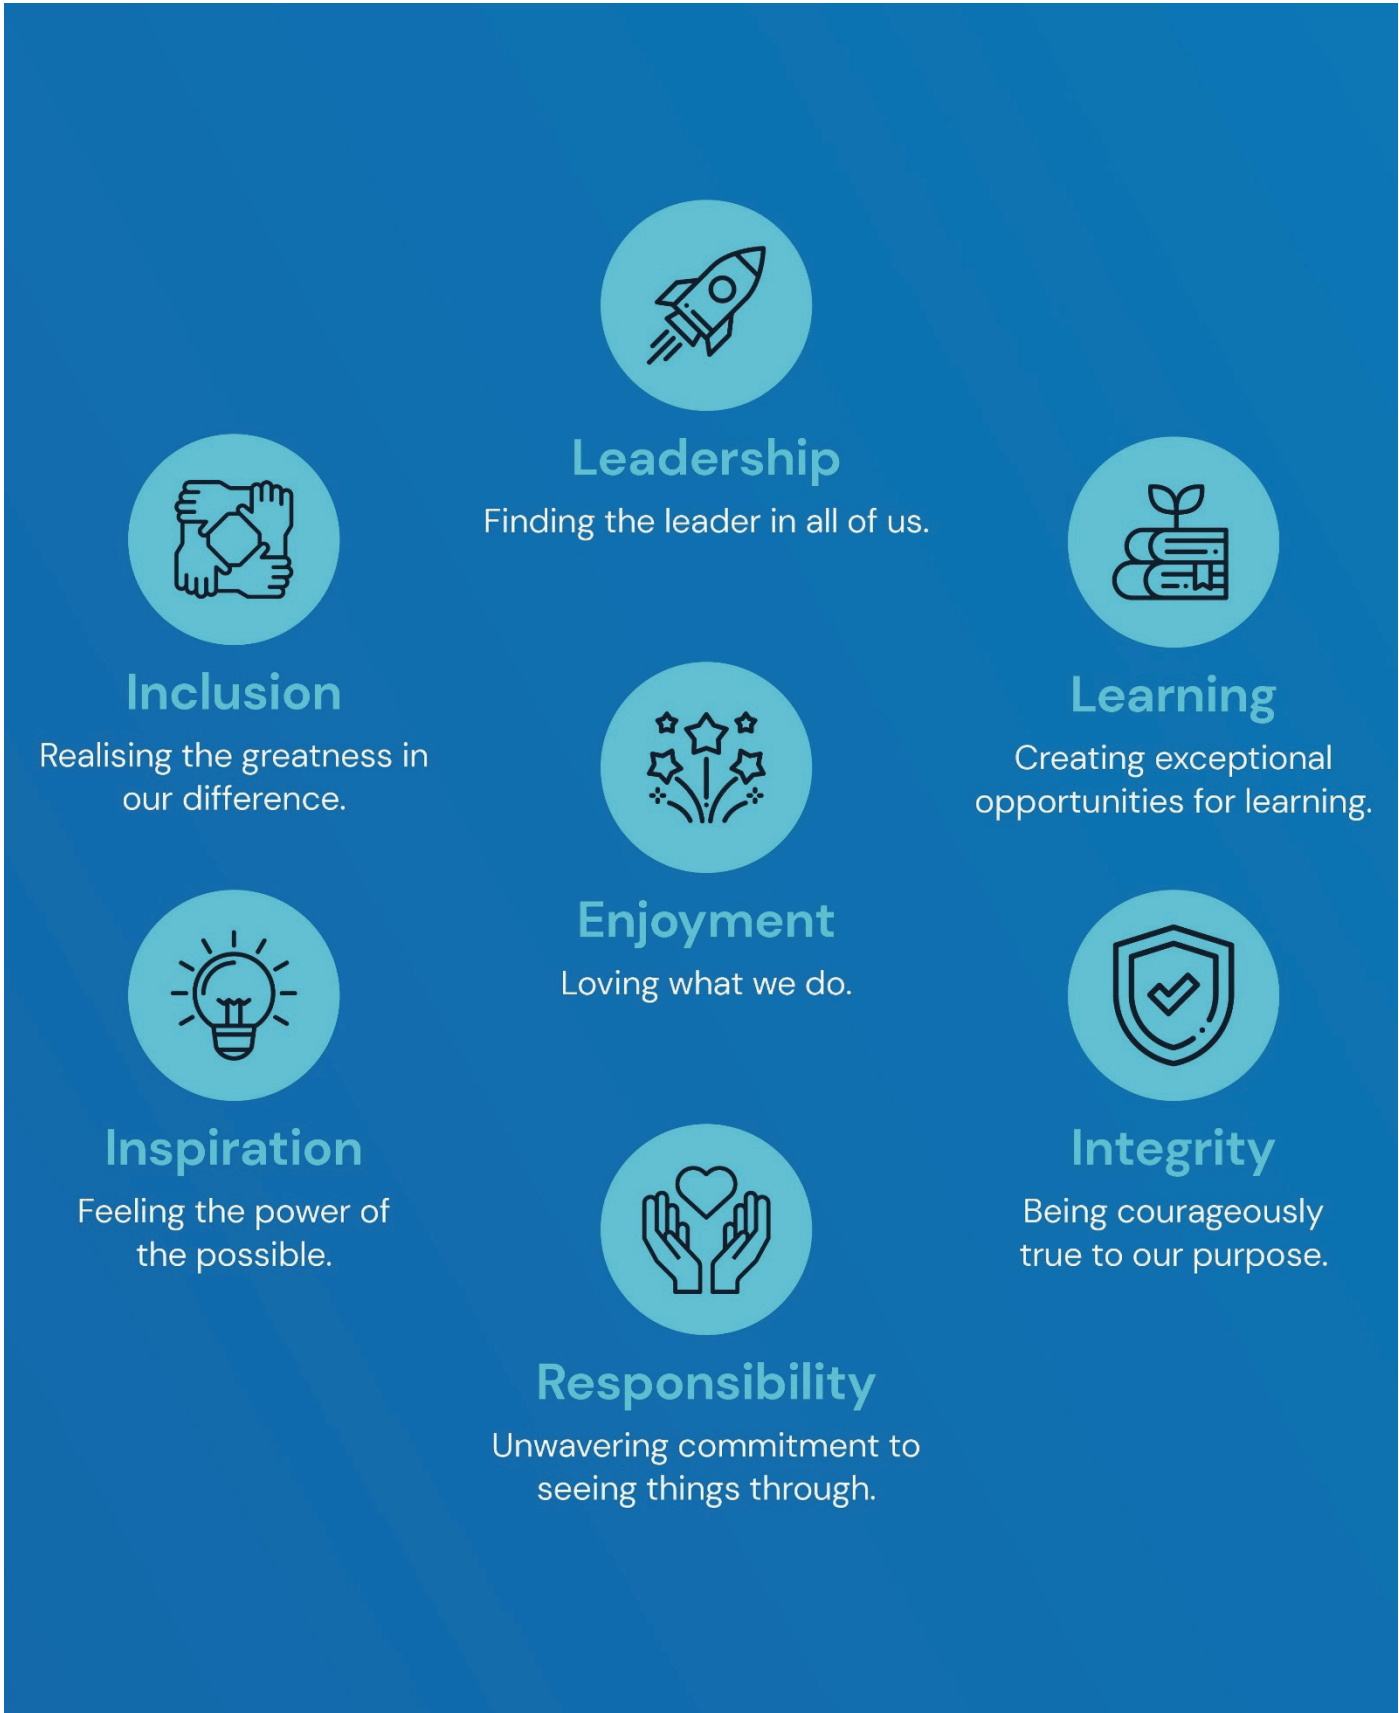 Leadership
Finding the leader in all of us.
Inclusion
Realising the greatness in
our difference.
Learning
Creating exceptional
opportunities for learning.
Enjoyment
Loving what we do.
Inspiration
Feeling the power of
the possible.
Integrity
Being courageously
true to our purpose.
Responsibility
Unwavering commitment to
seeing things through.